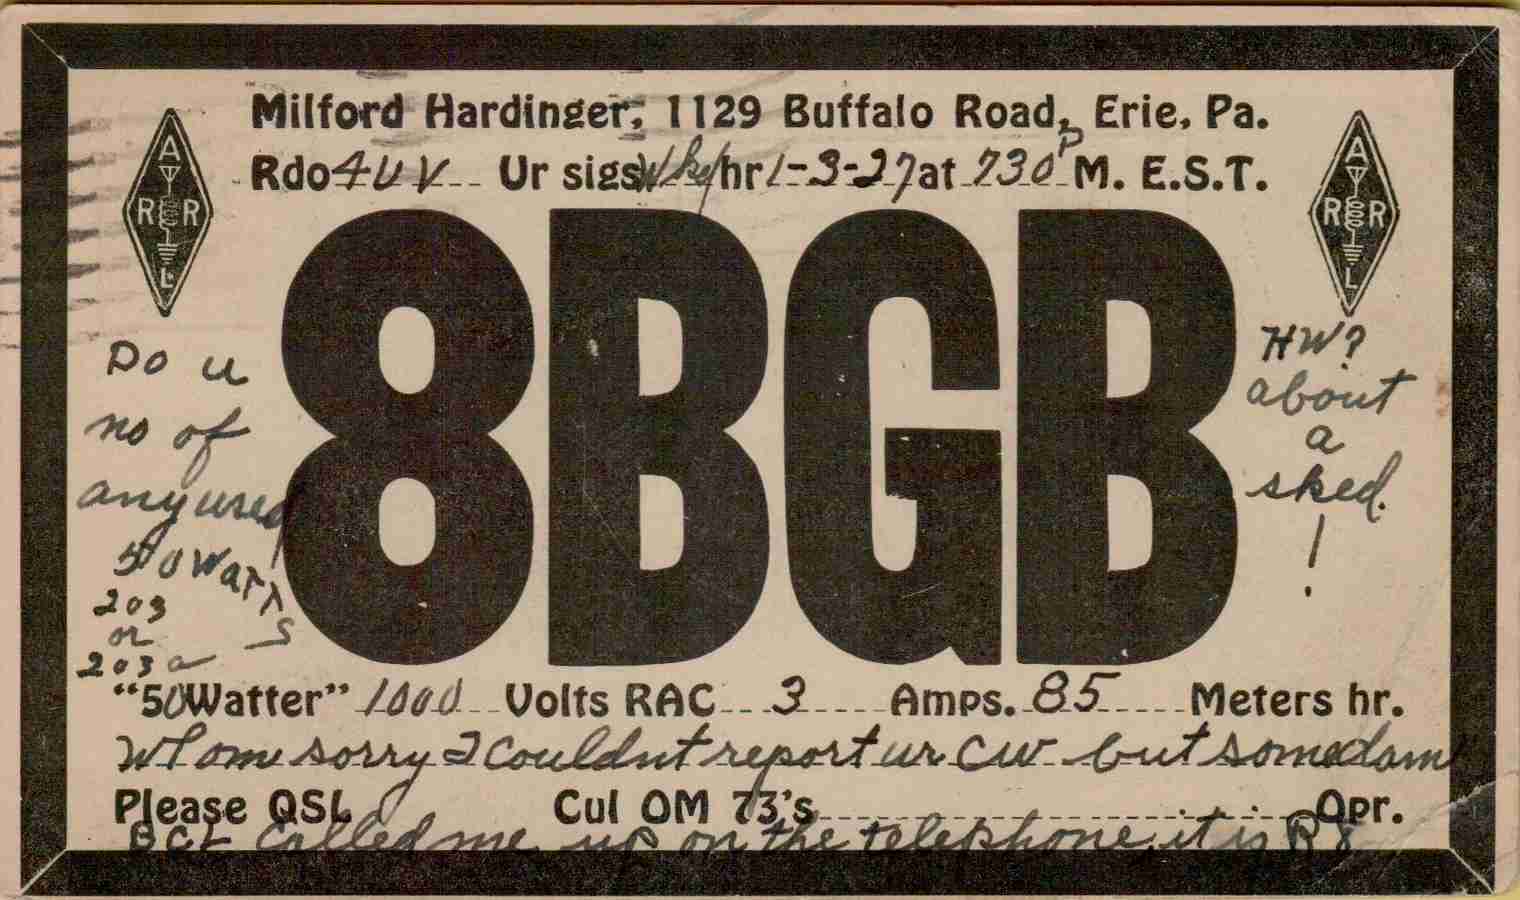 Milford Hardinger, 1129 Buffalo Road, Erie, Pa.
Rdo 4UV Ur sigs Wkd hr 1-3-27 at 730 P M. E.S.T.
A
R R
L
A
R R
L
8BGB
Do u
no of
any used
50 watts
203
or
203a
HW?
about
a
sked.
!
"50 Watter" 1000 Volts RAC 3 Amps. 85 Meters hr.
Wl om sorry I couldnt report ur CW but some dam
Please QSL Cul OM 73's Opr.
BCL called me up on the telephone. it is R8